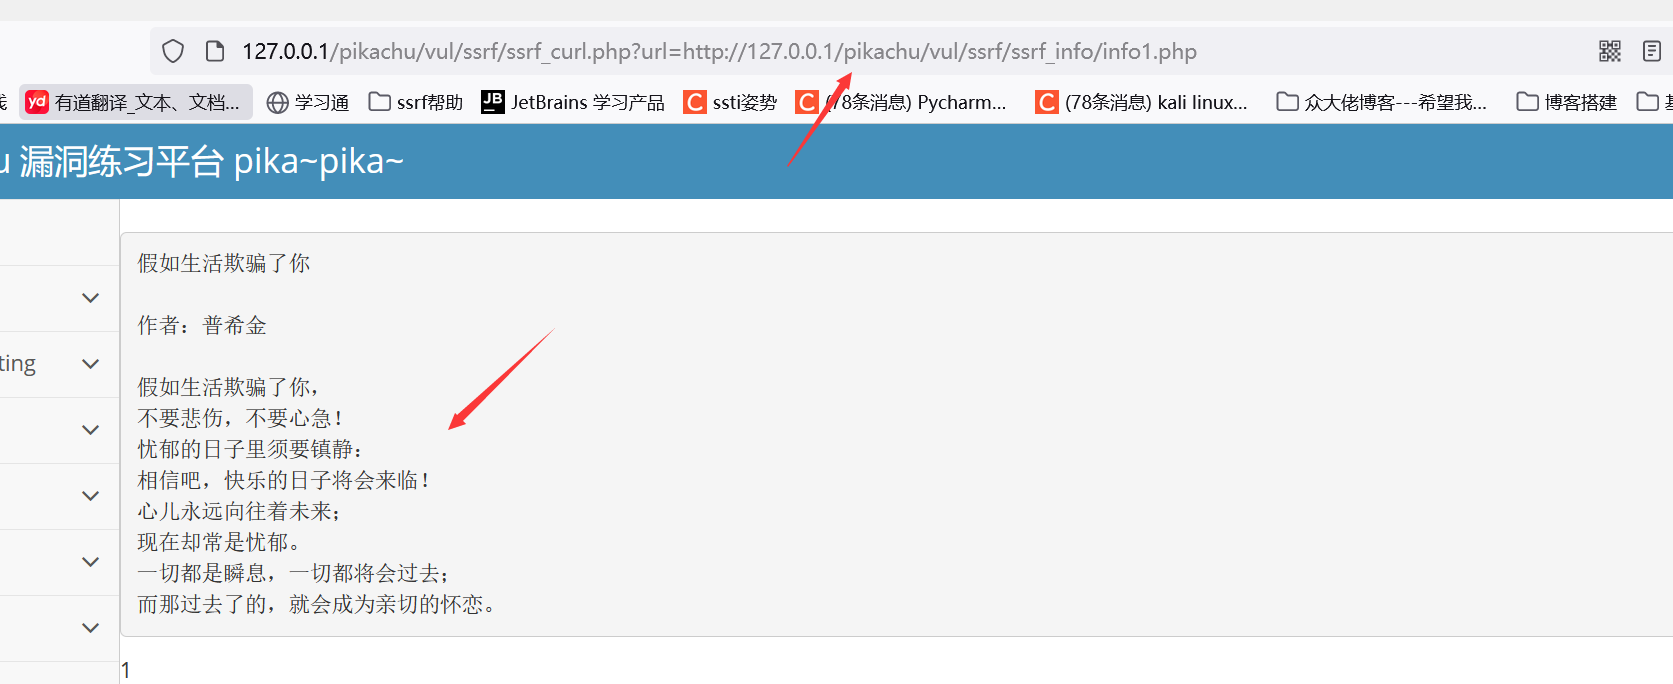 127.0.0.1/pikachu/vul/ssrf/ssrf_curl.php?url=http://127.0.0.1/pikachu/vul/ssrf/ssrf_info/info1.php
yd 有道翻译_文本、文档... 学习通 ssrf帮助 JB JetBrains 学习产品 C ssti姿势 C (78条消息) Pycharm... C (78条消息) kali linux... 众大佬博客---希望我... 博客搭建
u 漏洞练习平台 pika~pika~
假如生活欺骗了你
作者：普希金
假如生活欺骗了你，
不要悲伤，不要心急！
忧郁的日子里须要镇静：
相信吧，快乐的日子将会来临！
心儿永远向往着未来；
现在却常是忧郁。
一切都是瞬息，一切都将会过去；
而那过去了的，就会成为亲切的怀恋。
ting
1